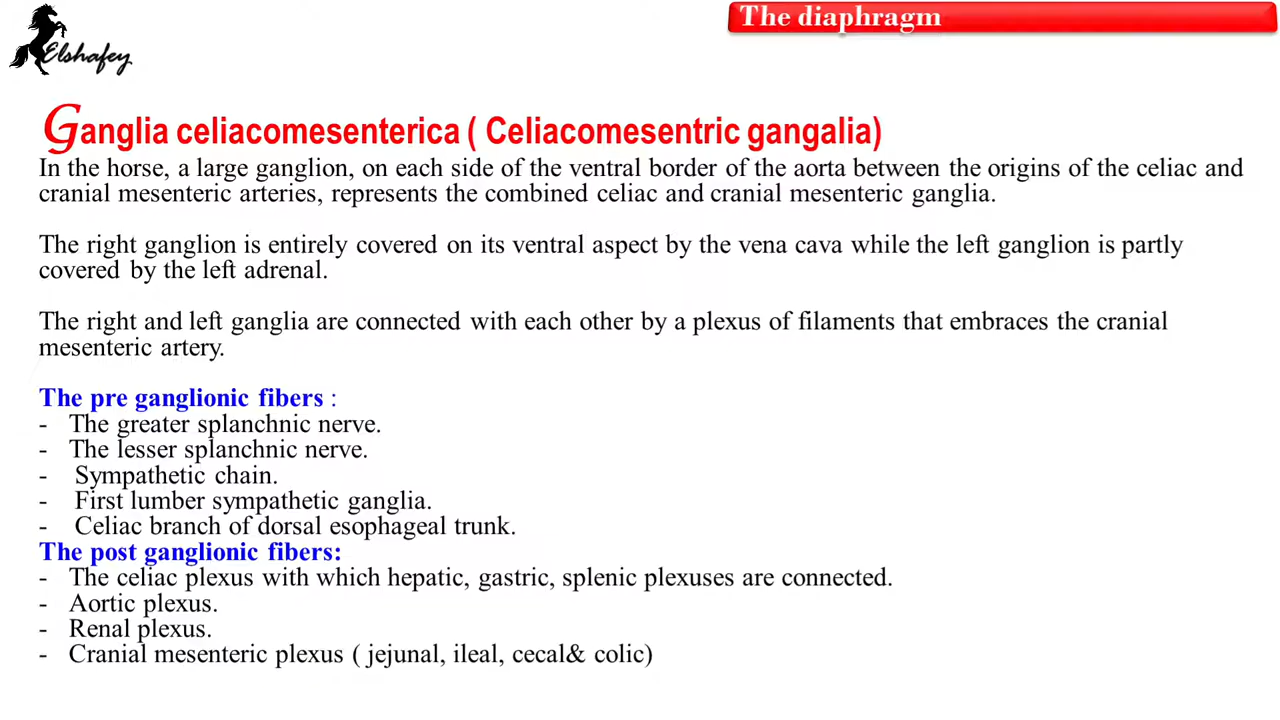 Elshafey
The diaphragm
Ganglia celiacomesenterica ( Celiacomesentric gangalia)
In the horse, a large ganglion, on each side of the ventral border of the aorta between the origins of the celiac and
cranial mesenteric arteries, represents the combined celiac and cranial mesenteric ganglia.
The right ganglion is entirely covered on its ventral aspect by the vena cava while the left ganglion is partly
covered by the left adrenal.
The right and left ganglia are connected with each other by a plexus of filaments that embraces the cranial
mesenteric artery.
The pre ganglionic fibers :
- The greater splanchnic nerve.
- The lesser splanchnic nerve.
- Sympathetic chain.
- First lumber sympathetic ganglia.
- Celiac branch of dorsal esophageal trunk.
The post ganglionic fibers:
- The celiac plexus with which hepatic, gastric, splenic plexuses are connected.
- Aortic plexus.
- Renal plexus.
- Cranial mesenteric plexus ( jejunal, ileal, cecal& colic)